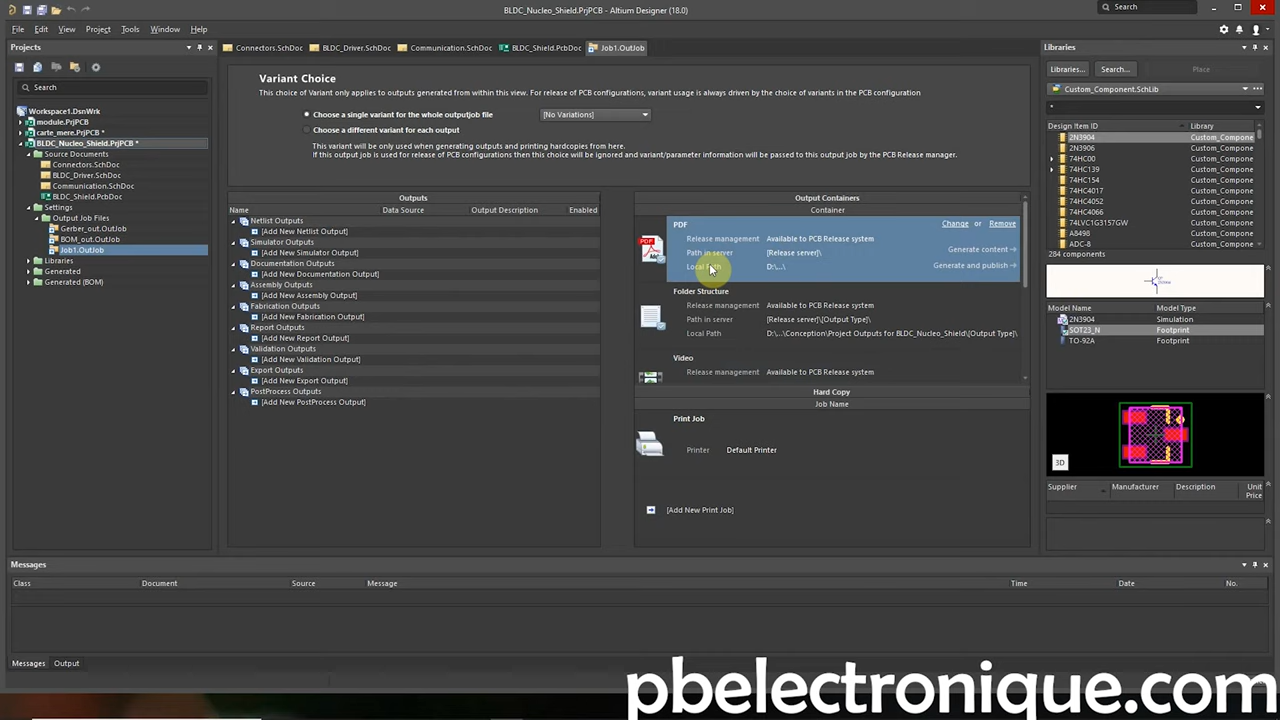 BLDC_Nucleo_Shield.PrjPCB - Altium Designer (18.0)
Search
File Edit View Project Tools Window Help
Projects
Connectors.SchDoc BLDC_Driver.SchDoc Communication.SchDoc BLDC_Shield.PcbDoc Job1.OutJob
Libraries
Search
Workspace1.DsnWrk
module.PrjPCB
carte_mere.PrjPCB *
BLDC_Nucleo_Shield.PrjPCB *
Source Documents
Connectors.SchDoc
BLDC_Driver.SchDoc
Communication.SchDoc
BLDC_Shield.PcbDoc
Settings
Output Job Files
Gerber_out.OutJob
BOM_out.OutJob
Job1.OutJob
Libraries
Generated
Generated (BOM)
Variant Choice
This choice of Variant only applies to outputs generated from within this view. For release of PCB configurations, variant usage is always driven by the choice of variants in the PCB configuration
Choose a single variant for the whole outputjob file [No Variations]
Choose a different variant for each output
This variant will be only used when generating outputs and printing hardcopies from here.
If this output job is used for release of PCB configurations then this choice will be ignored and variant/parameter information will be passed to this output job by the PCB Release manager.
Outputs
Name Data Source Output Description Enabled
Netlist Outputs
[Add New Netlist Output]
Simulator Outputs
[Add New Simulator Output]
Documentation Outputs
[Add New Documentation Output]
Assembly Outputs
[Add New Assembly Output]
Fabrication Outputs
[Add New Fabrication Output]
Report Outputs
[Add New Report Output]
Validation Outputs
[Add New Validation Output]
Export Outputs
[Add New Export Output]
PostProcess Outputs
[Add New PostProcess Output]
Output Containers
Container
PDF Change or Remove
Release management Available to PCB Release system
Path in server [Release server]\ Generate content
Local Path D:\...\ Generate and publish
Folder Structure
Release management Available to PCB Release system
Path in server [Release server]\[Output Type]\
Local Path D:\...Conception\Project Outputs for BLDC_Nucleo_Shield\[Output Type]\
Video
Release management Available to PCB Release system
Hard Copy
Job Name
Print Job
Printer Default Printer
[Add New Print Job]
Libraries... Search... Place
Custom_Component.SchLib
*
Design Item ID Library
2N3904 Custom_Compone
2N3906 Custom_Compone
74HC00 Custom_Compone
74HC139 Custom_Compone
74HC154 Custom_Compone
74HC4017 Custom_Compone
74HC4052 Custom_Compone
74HC4066 Custom_Compone
74LVC1G3157GW Custom_Compone
A8498 Custom_Compone
ADC-8 Custom_Compone
284 components
Model Name Model Type
2N3904 Simulation
SOT23_N Footprint
TO-92A Footprint
3D
Supplier Manufacturer Description Unit Price
Messages
Class Document Source Message Time Date No.
Messages Output
pbelectronique.com